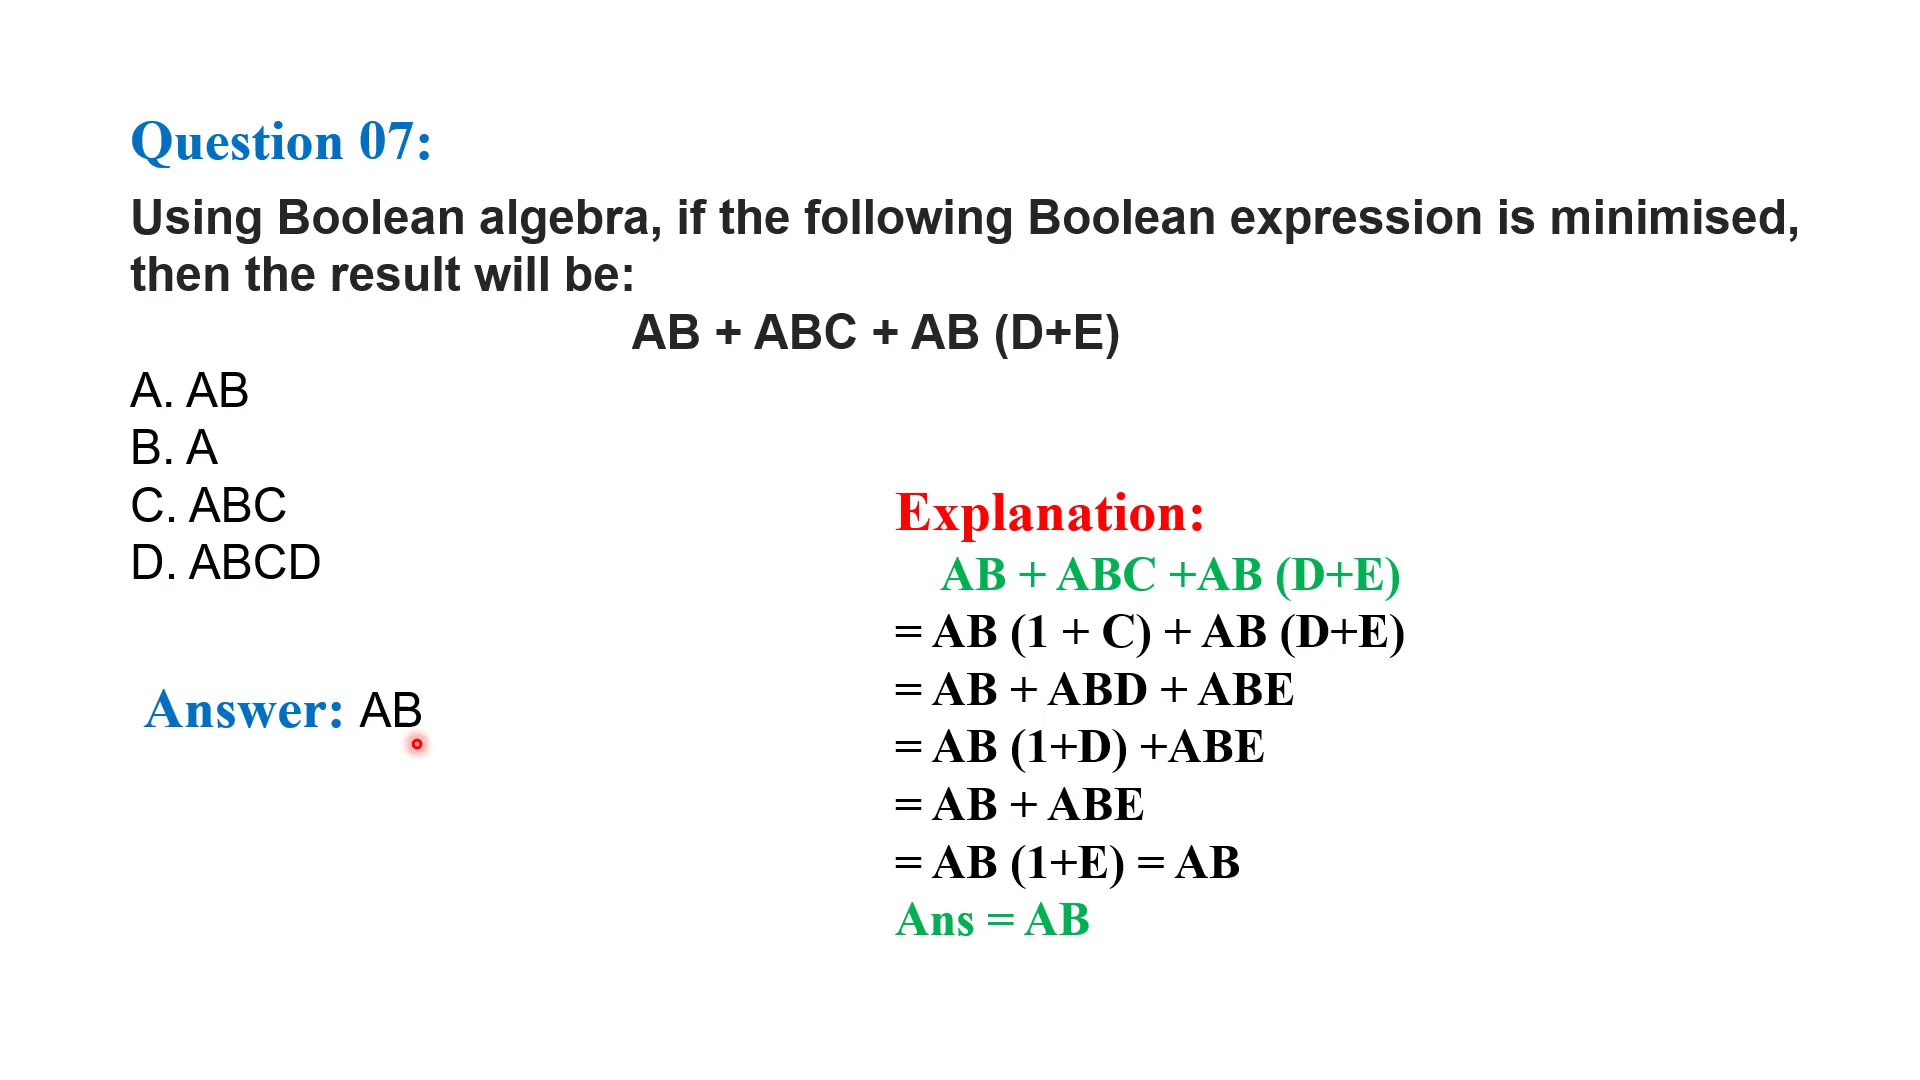 Question 07:
Using Boolean algebra, if the following Boolean expression is minimised,
then the result will be:
AB + ABC + AB (D+E)
A. AB
B. A
C. ABC
D. ABCD
Answer: AB
Explanation:
AB + ABC +AB (D+E)
= AB (1 + C) + AB (D+E)
= AB + ABD + ABE
= AB (1+D) +ABE
= AB + ABE
= AB (1+E) = AB
Ans = AB